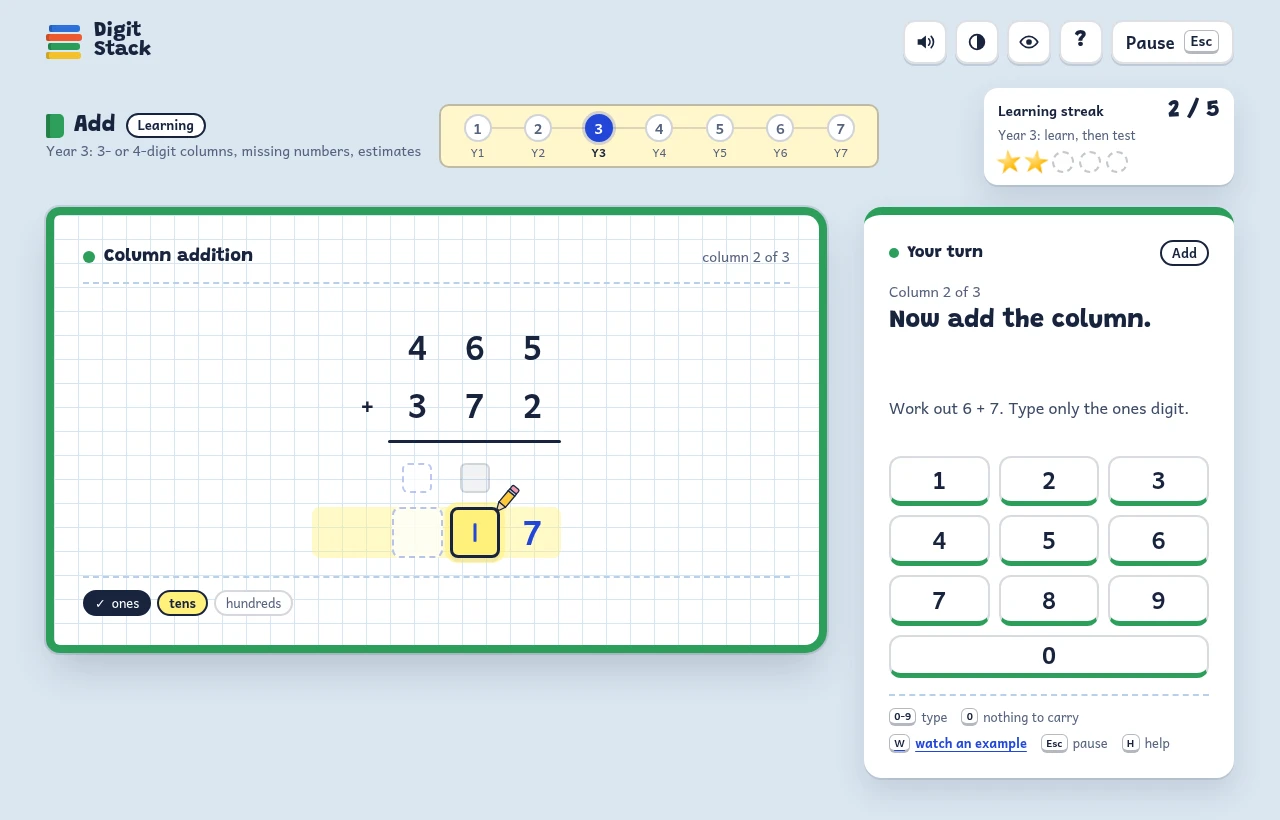 Digit
Stack
?
Pause Esc
Add Learning
Year 3: 3- or 4-digit columns, missing numbers, estimates
1 2 3 4 5 6 7
Y1 Y2 Y3 Y4 Y5 Y6 Y7
Learning streak 2 / 5
Year 3: learn, then test
Column addition column 2 of 3
4 6 5
+ 3 7 2
7
✓ ones tens hundreds
Your turn Add
Column 2 of 3
Now add the column.
Work out 6 + 7. Type only the ones digit.
1 2 3
4 5 6
7 8 9
0
0-9 type 0 nothing to carry
W watch an example Esc pause H help